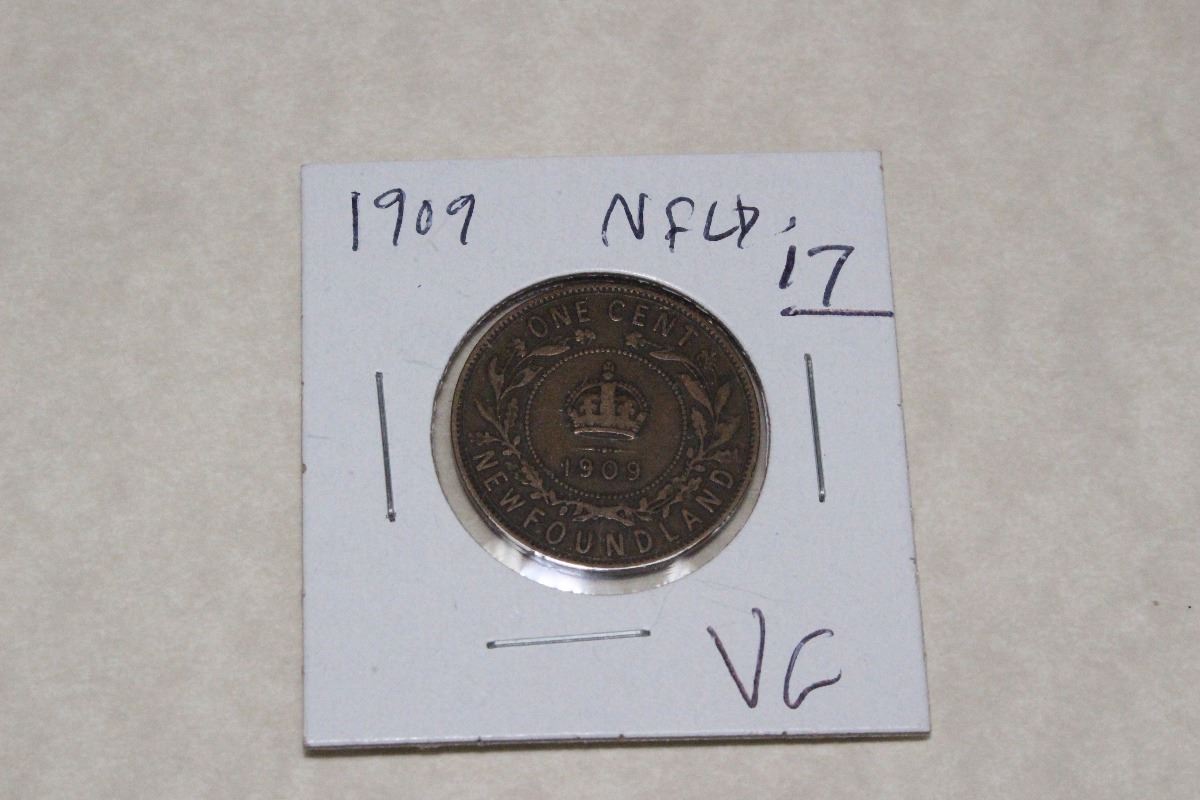 1909 NFLD.
17
ONE CENT
1909
NEWFOUNDLAND
VG